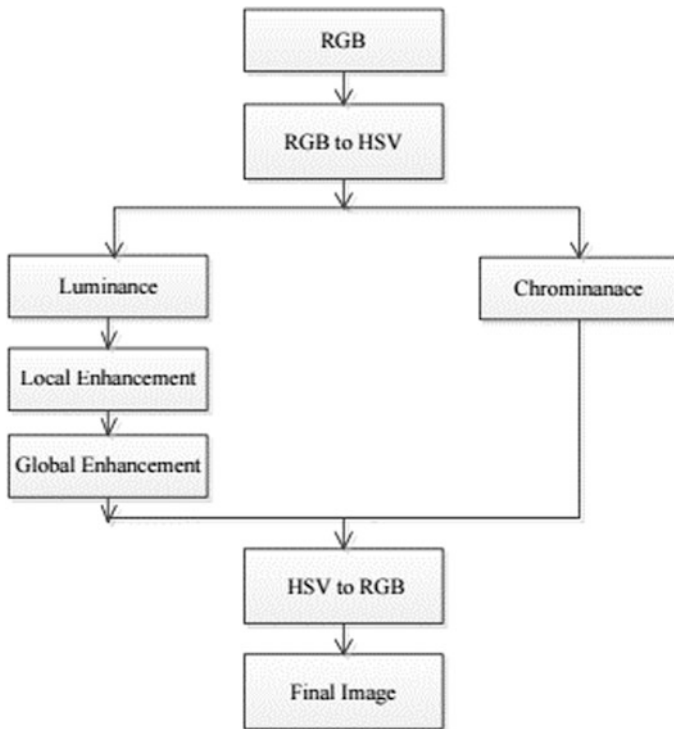 RGB
RGB to HSV
Luminance
Chrominanace
Local Enhancement
Global Enhancement
HSV to RGB
Final Image